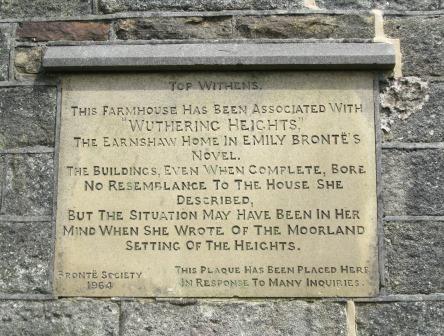 Top Withens.
This Farmhouse Has Been Associated With
"Wuthering Heights,"
The Earnshaw Home In Emily Brontë's
Novel.
The Buildings, Even When Complete, Bore
No Resemblance To The House She
Described,
But The Situation May Have Been In Her
Mind When She Wrote Of The Moorland
Setting Of The Heights.
Brontë Society
1964
This Plaque Has Been Placed Here
In Response To Many Inquiries.